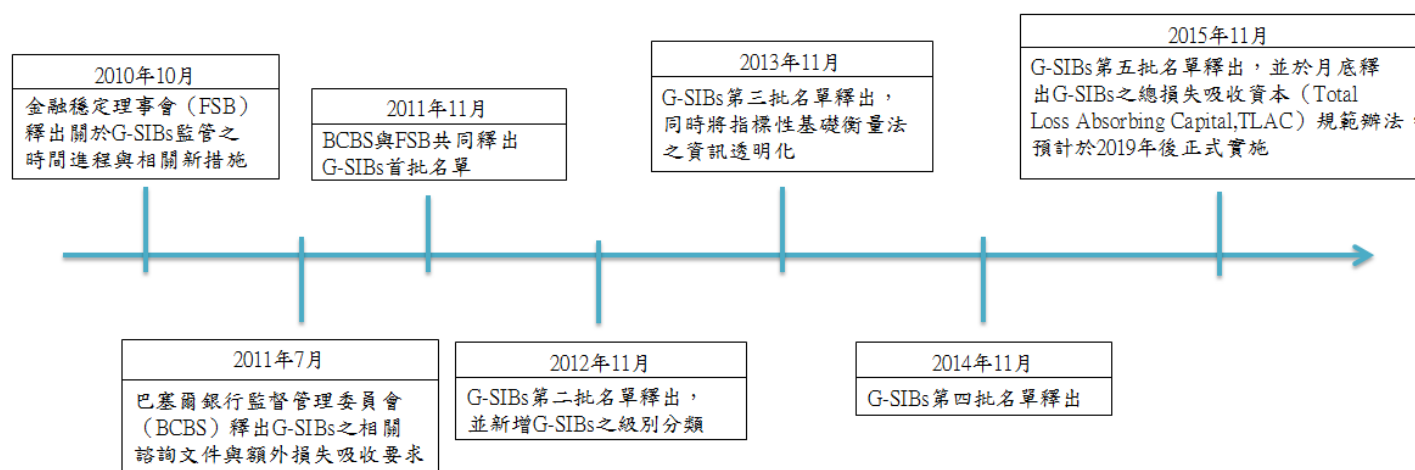 2010年10月
金融穩定理事會（FSB）
釋出關於G-SIBs監管之
時間進程與相關新措施
2011年7月
巴塞爾銀行監督管理委員會
（BCBS）釋出G-SIBs之相關
諮詢文件與額外損失吸收要求
2011年11月
BCBS與FSB共同釋出
G-SIBs首批名單
2012年11月
G-SIBs第二批名單釋出，
並新增G-SIBs之級別分類
2013年11月
G-SIBs第三批名單釋出，
同時將指標性基礎衡量法
之資訊透明化
2014年11月
G-SIBs第四批名單釋出
2015年11月
G-SIBs第五批名單釋出，並於月底釋
出G-SIBs之總損失吸收資本（Total
Loss Absorbing Capital,TLAC）規範辦法，
預計於2019年後正式實施